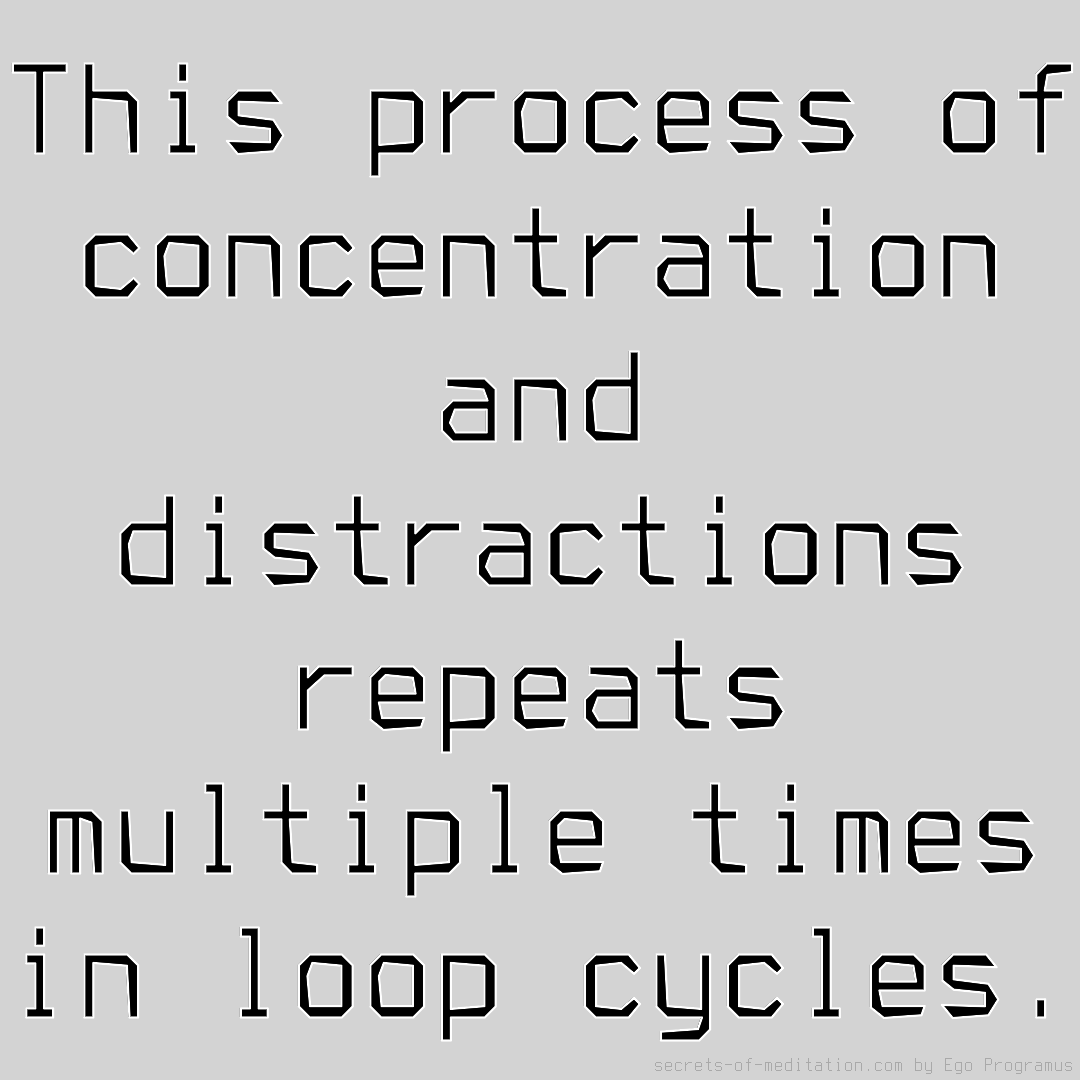 This process of
concentration
and
distractions
repeats
multiple times
in loop cycles.
secrets-of-meditation.com by Ego Programus